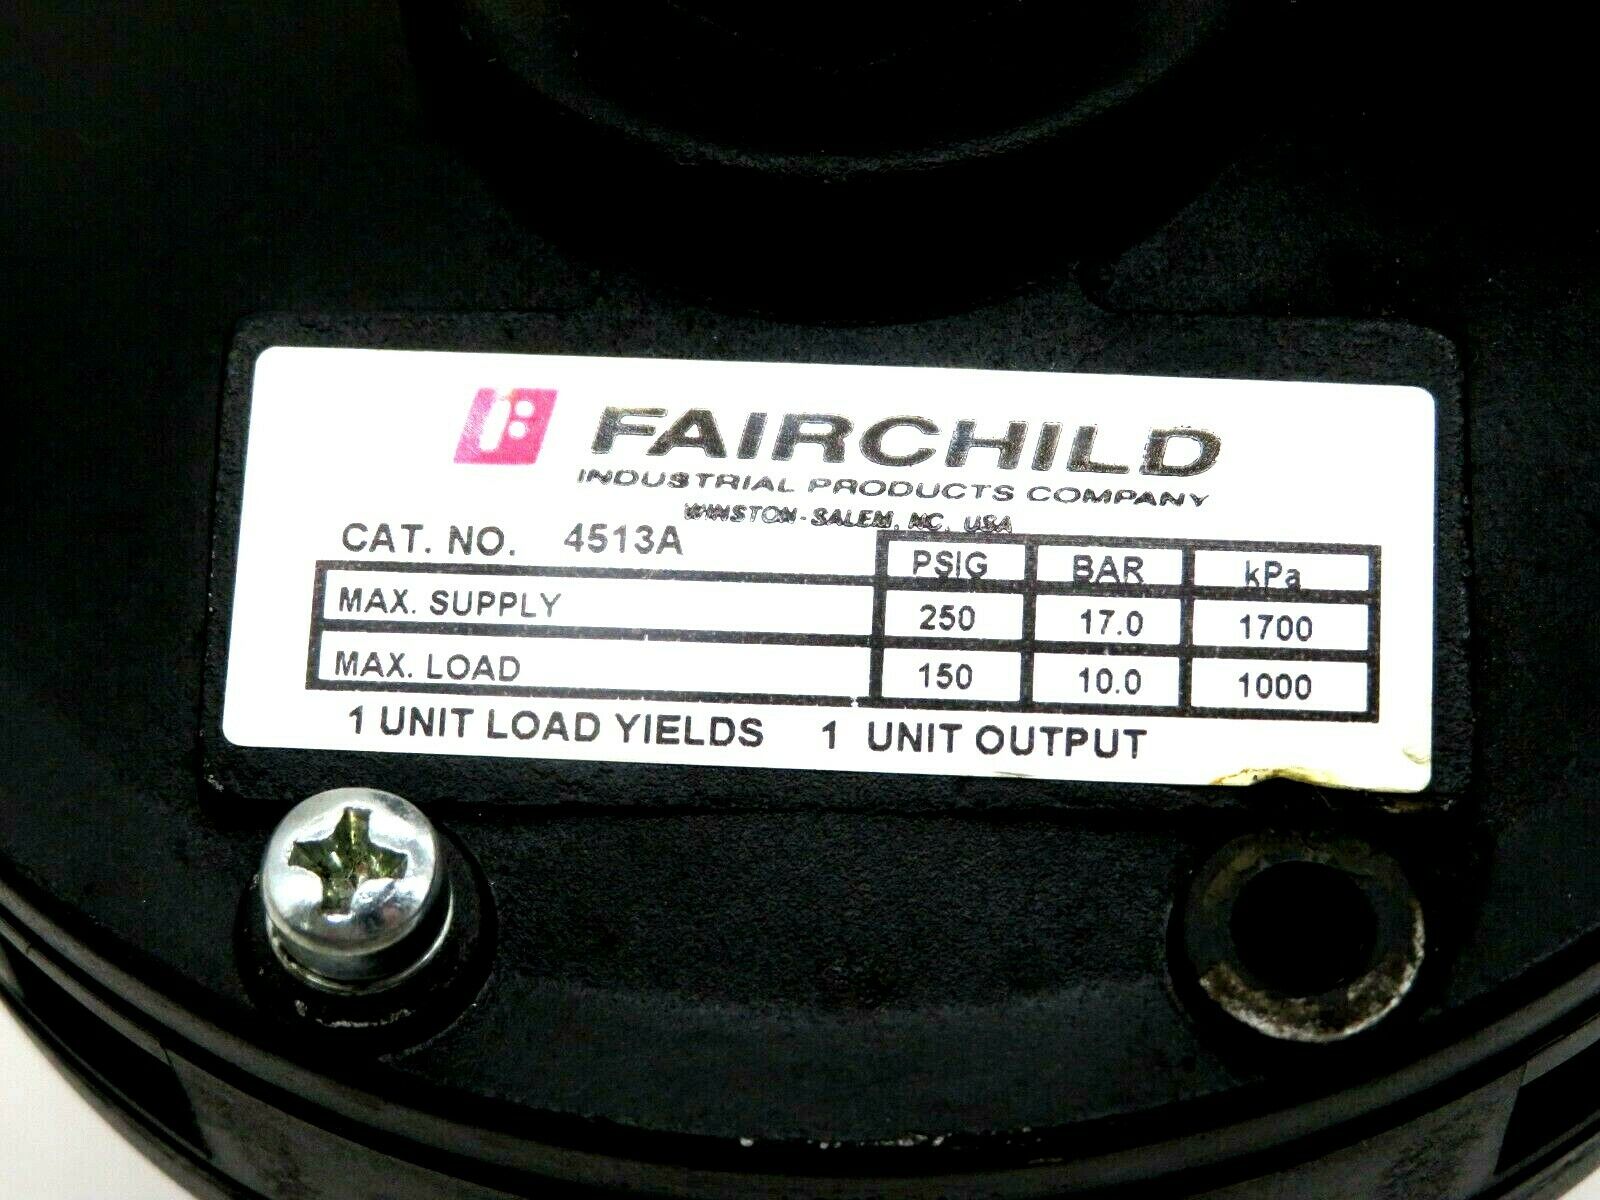 FAIRCHILD
INDUSTRIAL PRODUCTS COMPANY
WINSTON-SALEM, NC. USA
CAT. NO. 4513A
PSIG BAR kPa
MAX. SUPPLY 250 17.0 1700
MAX. LOAD 150 10.0 1000
1 UNIT LOAD YIELDS 1 UNIT OUTPUT